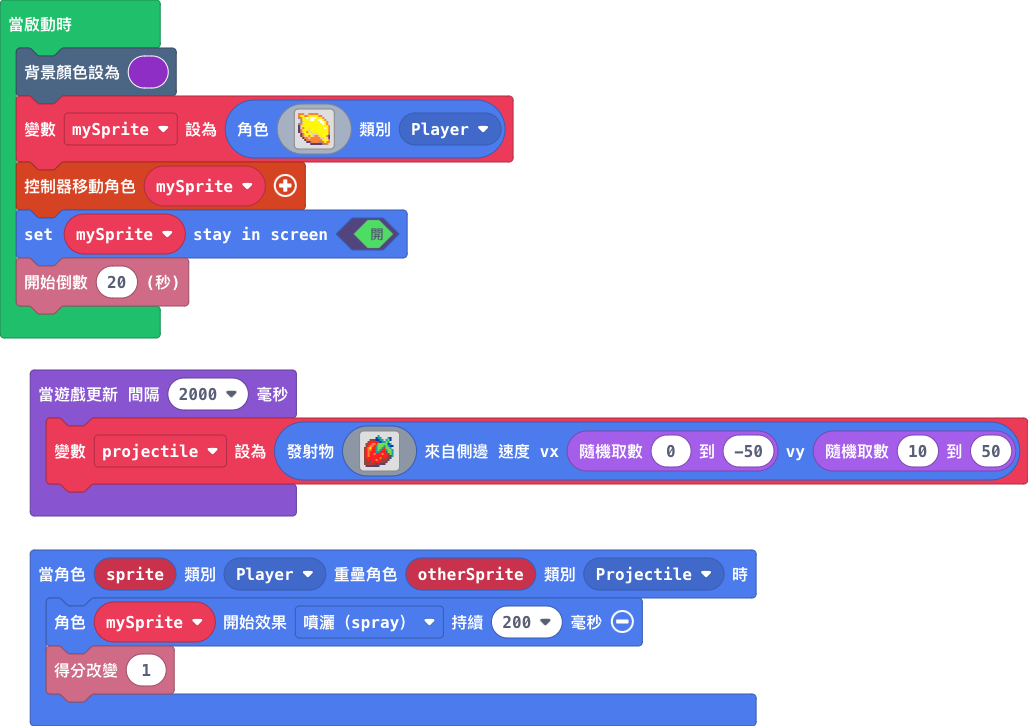 當啟動時
背景顏色設為
變數 mySprite 設為 角色 類別 Player
控制器移動角色 mySprite
set mySprite stay in screen 開
開始倒數 20 (秒)
當遊戲更新 間隔 2000 毫秒
變數 projectile 設為 發射物 來自側邊 速度 vx 隨機取數 0 到 -50 vy 隨機取數 10 到 50
當角色 sprite 類別 Player 重疊角色 otherSprite 類別 Projectile 時
角色 mySprite 開始效果 噴灑 (spray) 持續 200 毫秒
得分改變 1